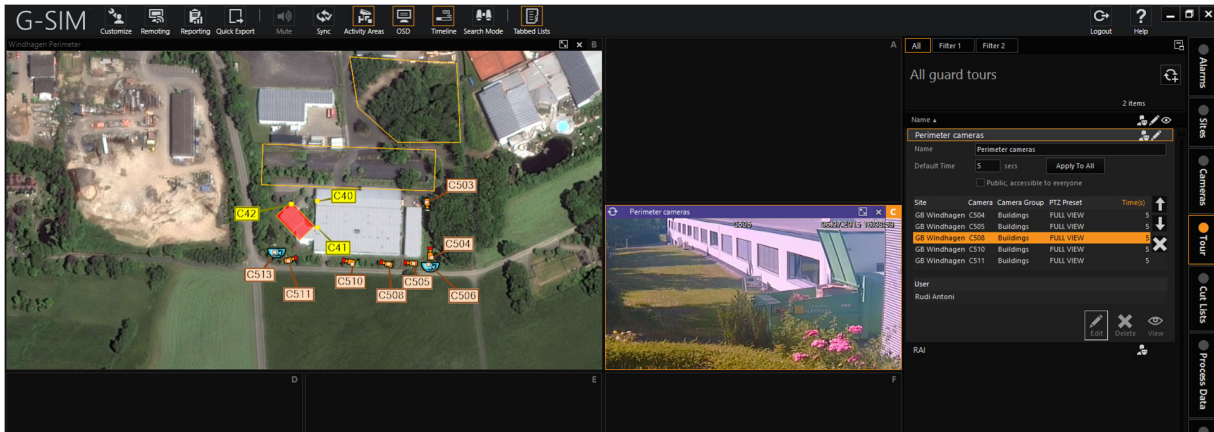 G-SIM
Customize Remoting Reporting Quick Export Mute Sync Activity Areas OSD Timeline Search Mode Tabbed Lists Logout Help
Windhagen Perimeter B
A
All Filter 1 Filter 2
All guard tours
2 items
Name
Perimeter cameras
Name Perimeter cameras
Default Time 5 secs Apply To All
Public, accessible to everyone
Site Camera Camera Group PTZ Preset Time(s)
GB Windhagen C504 Buildings FULL VIEW 5
GB Windhagen C505 Buildings FULL VIEW 5
GB Windhagen C508 Buildings FULL VIEW 5
GB Windhagen C510 Buildings FULL VIEW 5
GB Windhagen C511 Buildings FULL VIEW 5
User
Rudi Antoni
Edit Delete View
RAI
Alarms
Sites
Cameras
Tour
Cut Lists
Process Data
C503
C40
C42
C41
C504
C513
C511
C510
C508
C505
C506
Perimeter cameras C
D
E
F